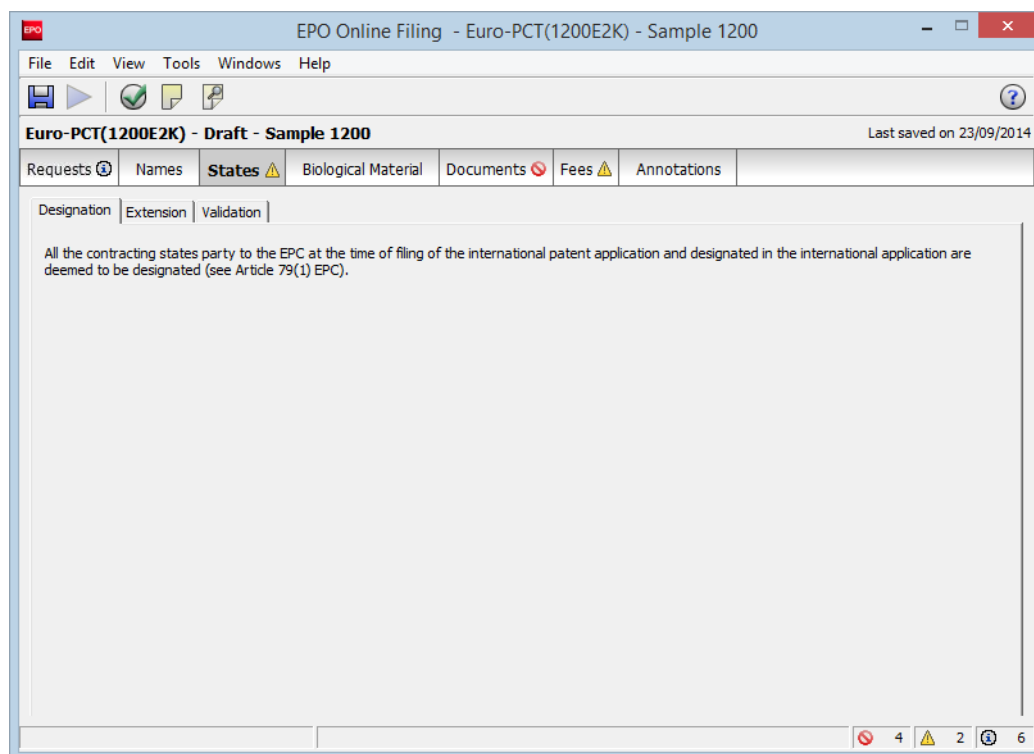 EPO
EPO Online Filing - Euro-PCT(1200E2K) - Sample 1200
File Edit View Tools Windows Help
Euro-PCT(1200E2K) - Draft - Sample 1200
Last saved on 23/09/2014
Requests Names States Biological Material Documents Fees Annotations
Designation Extension Validation
All the contracting states party to the EPC at the time of filing of the international patent application and designated in the international application are
deemed to be designated (see Article 79(1) EPC).
4 2 6